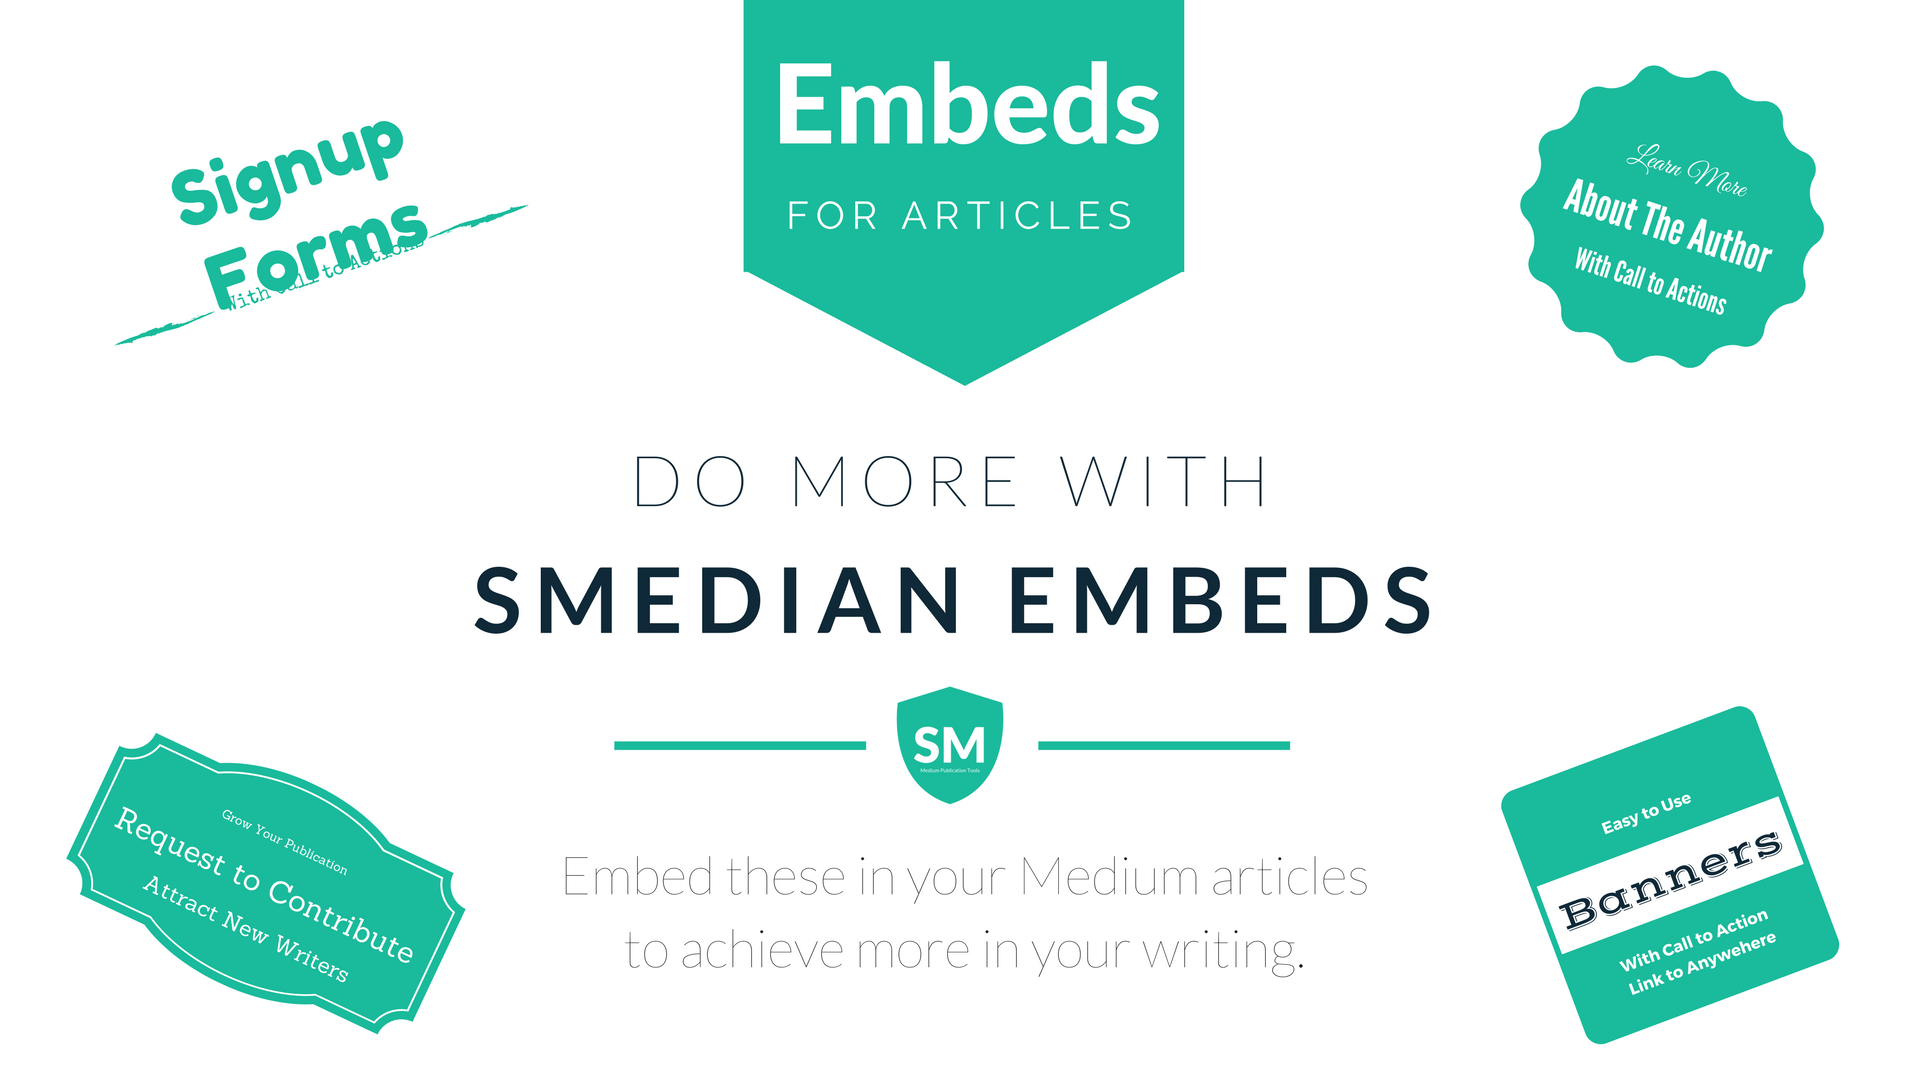 Embeds
FOR ARTICLES
Signup
Forms
With Call to Actions
Learn More
About The Author
With Call to Actions
DO MORE WITH
SMEDIAN EMBEDS
SM
Medium Publication Tools
Embed these in your Medium articles
to achieve more in your writing.
Grow Your Publication
Request to Contribute
Attract New Writers
Easy to Use
Banners
With Call to Action
Link to Anywehere